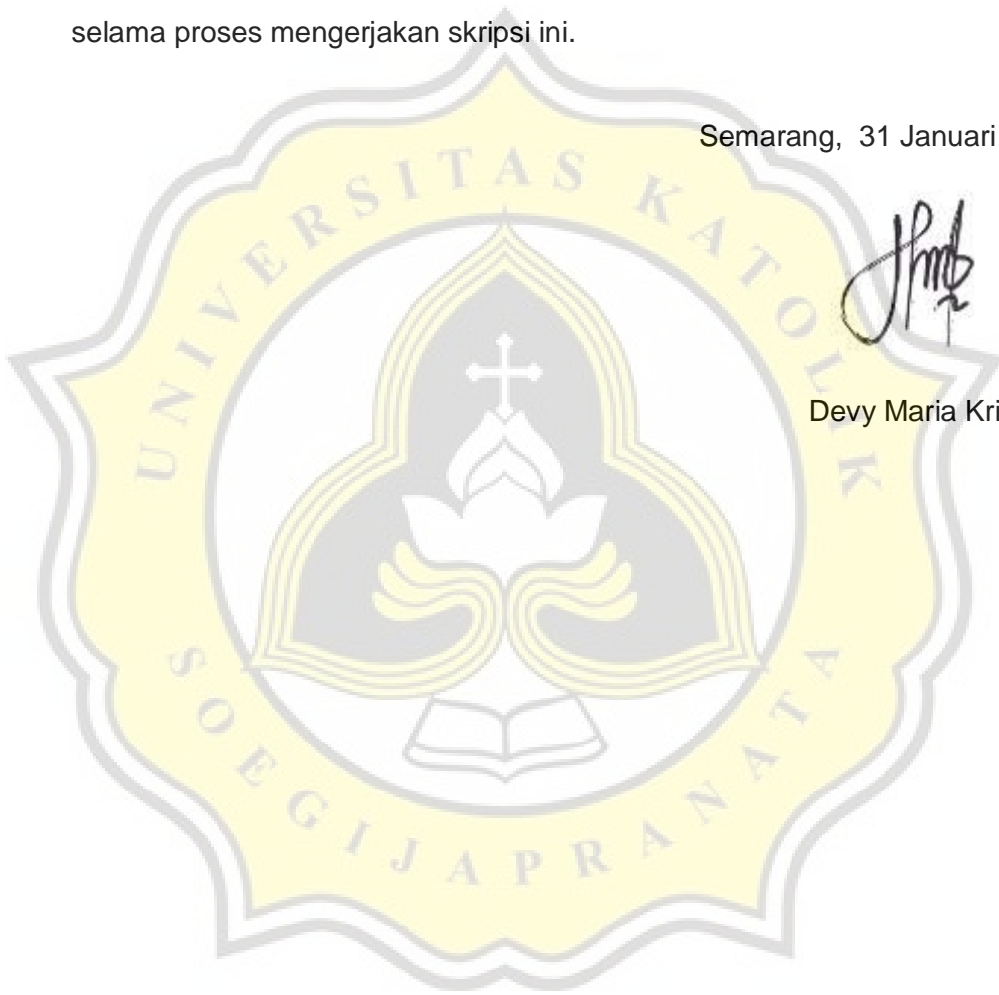 selama proses mengerjakan skripsi ini.
Semarang, 31 Januari
Devy Maria Kri
UNIVERSITAS KATOLIK
SOEGIJAPRANATA